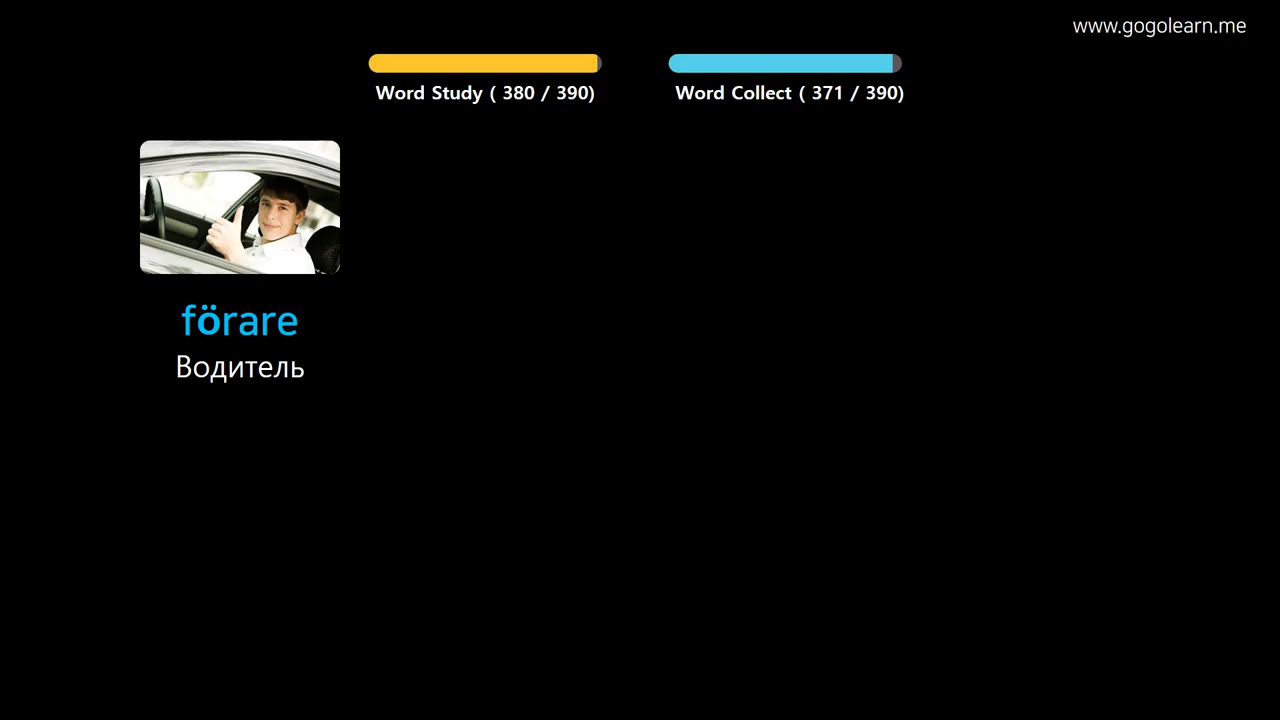 www.gogolearn.me
Word Study ( 380 / 390)
Word Collect ( 371 / 390)
förare
Водитель